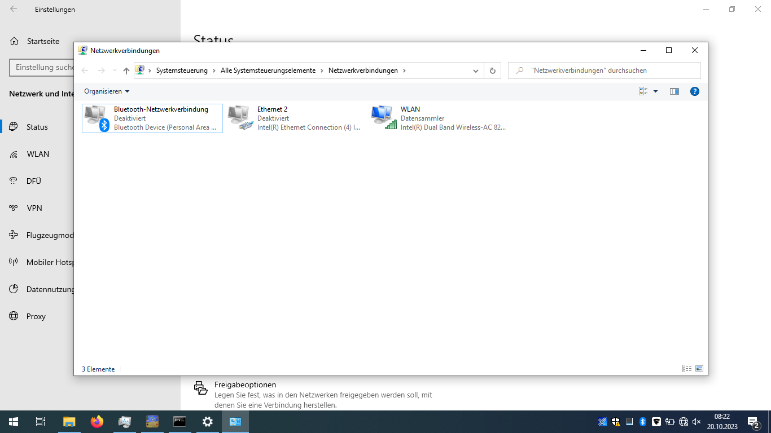 Einstellungen
Startseite
Status
Einstellung suche
Netzwerk und Inte
Status
WLAN
DFÜ
VPN
Flugzeugmod
Mobiler Hotsp
Datennutzung
Proxy
Netzwerkverbindungen
Systemsteuerung > Alle Systemsteuerungselemente > Netzwerkverbindungen >
"Netzwerkverbindungen" durchsuchen
Organisieren
Bluetooth-Netzwerkverbindung
Deaktiviert
Bluetooth Device (Personal Area ...
Ethernet 2
Deaktiviert
Intel(R) Ethernet Connection (4) I...
WLAN
Datensammler
Intel(R) Dual Band Wireless-AC 82...
3 Elemente
Freigabeoptionen
Legen Sie fest, was in den Netzwerken freigegeben werden soll, mit
denen Sie eine Verbindung herstellen.
08:22
20.10.2023
2